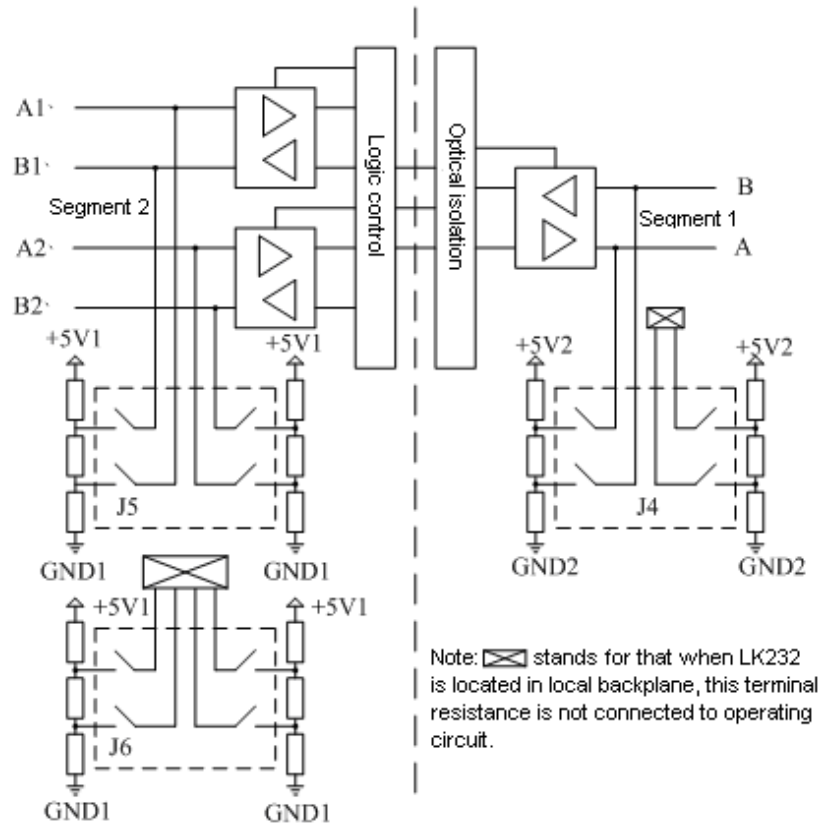 A1
B1
Segment 2
A2
B2
Logic control
Optical isolation
B
Segment 1
A
+5V1
+5V1
+5V2
+5V2
J5
J4
GND1
GND1
GND2
GND2
+5V1
+5V1
J6
GND1
GND1
Note: stands for that when LK232
is located in local backplane, this terminal
resistance is not connected to operating
circuit.